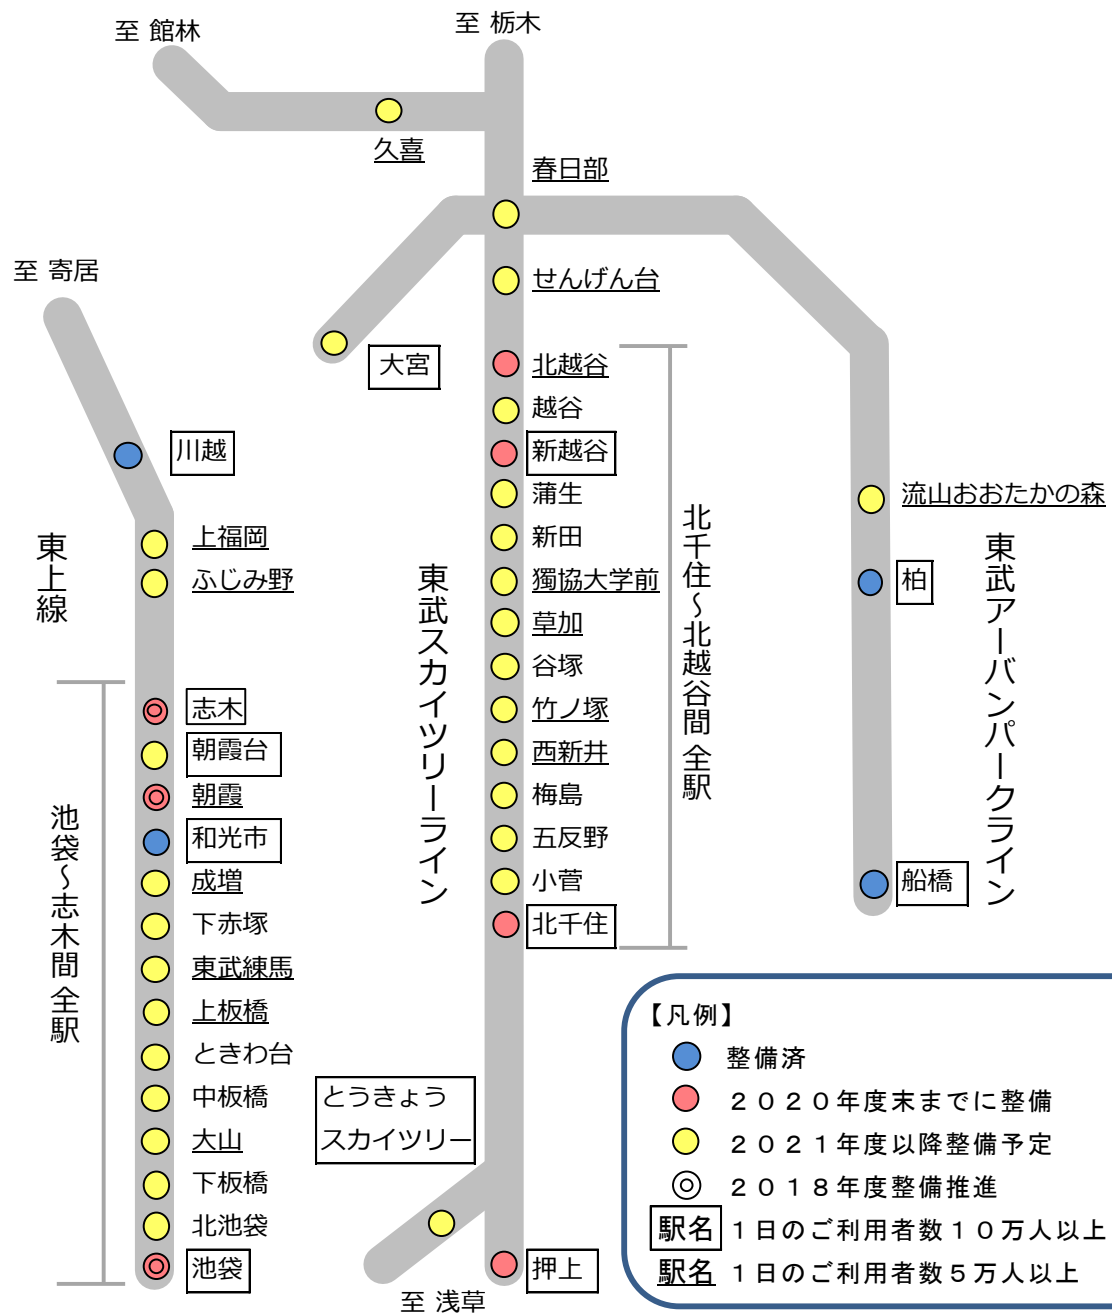 至 館林
至 栃木
久喜
春日部
至 寄居
せんげん台
大宮
北越谷
越谷
川越
新越谷
蒲生
新田
獨協大学前
草加
谷塚
竹ノ塚
西新井
梅島
五反野
小菅
北千住
東武スカイツリーライン
北千住～北越谷間 全駅
流山おおたかの森
柏
船橋
東武アーバンパークライン
東上線
上福岡
ふじみ野
志木
朝霞台
朝霞
和光市
成増
下赤塚
東武練馬
上板橋
ときわ台
中板橋
大山
下板橋
北池袋
池袋
池袋～志木間 全駅
とうきょう
スカイツリー
押上
至 浅草
【凡例】
整備済
２０２０年度末までに整備
２０２１年度以降整備予定
２０１８年度整備推進
駅名 １日のご利用者数１０万人以上
駅名 １日のご利用者数５万人以上